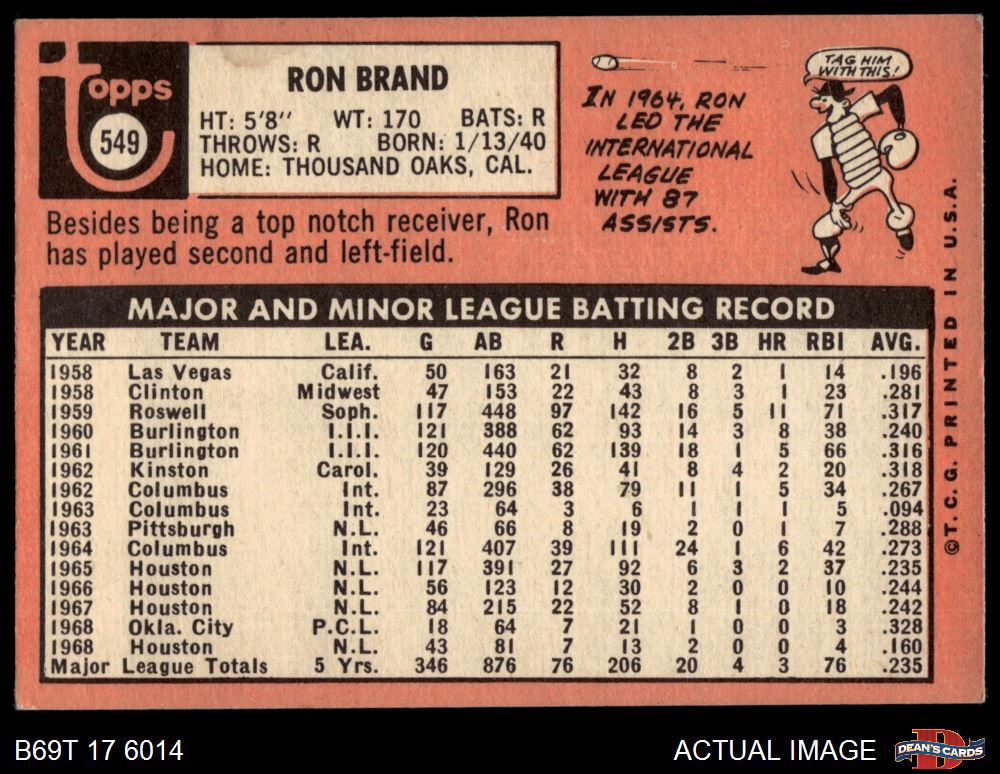 Topps
549
RON BRAND
HT: 5'8" WT: 170 BATS: R
THROWS: R BORN: 1/13/40
HOME: THOUSAND OAKS, CAL.
Besides being a top notch receiver, Ron
has played second and left-field.
IN 1964, RON
LED THE
INTERNATIONAL
LEAGUE
WITH 87
ASSISTS.
TAG HIM
WITH THIS!
MAJOR AND MINOR LEAGUE BATTING RECORD
YEAR TEAM LEA. G AB R H 2B 3B HR RBI AVG.
1958 Las Vegas Calif. 50 163 21 32 8 2 1 14 .196
1958 Clinton Midwest 47 153 22 43 8 3 1 23 .281
1959 Roswell Soph. 117 448 97 142 16 5 11 71 .317
1960 Burlington I.I.I. 121 388 62 93 14 3 8 38 .240
1961 Burlington I.I.I. 120 440 62 139 18 1 5 66 .316
1962 Kinston Carol. 39 129 26 41 8 4 2 20 .318
1962 Columbus Int. 87 296 38 79 11 1 5 34 .267
1963 Columbus Int. 23 64 3 6 1 1 1 5 .094
1963 Pittsburgh N.L. 46 66 8 19 2 0 1 7 .288
1964 Columbus Int. 121 407 39 111 24 1 6 42 .273
1965 Houston N.L. 117 391 27 92 6 3 2 37 .235
1966 Houston N.L. 56 123 12 30 2 0 0 10 .244
1967 Houston N.L. 84 215 22 52 8 1 0 18 .242
1968 Okla. City P.C.L. 18 64 7 21 1 0 0 3 .328
1968 Houston N.L. 43 81 7 13 2 0 0 4 .160
Major League Totals 5 Yrs. 346 876 76 206 20 4 3 76 .235
©T.C.G. PRINTED IN U.S.A.
B69T 17 6014
ACTUAL IMAGE
D
DEAN'S CARDS